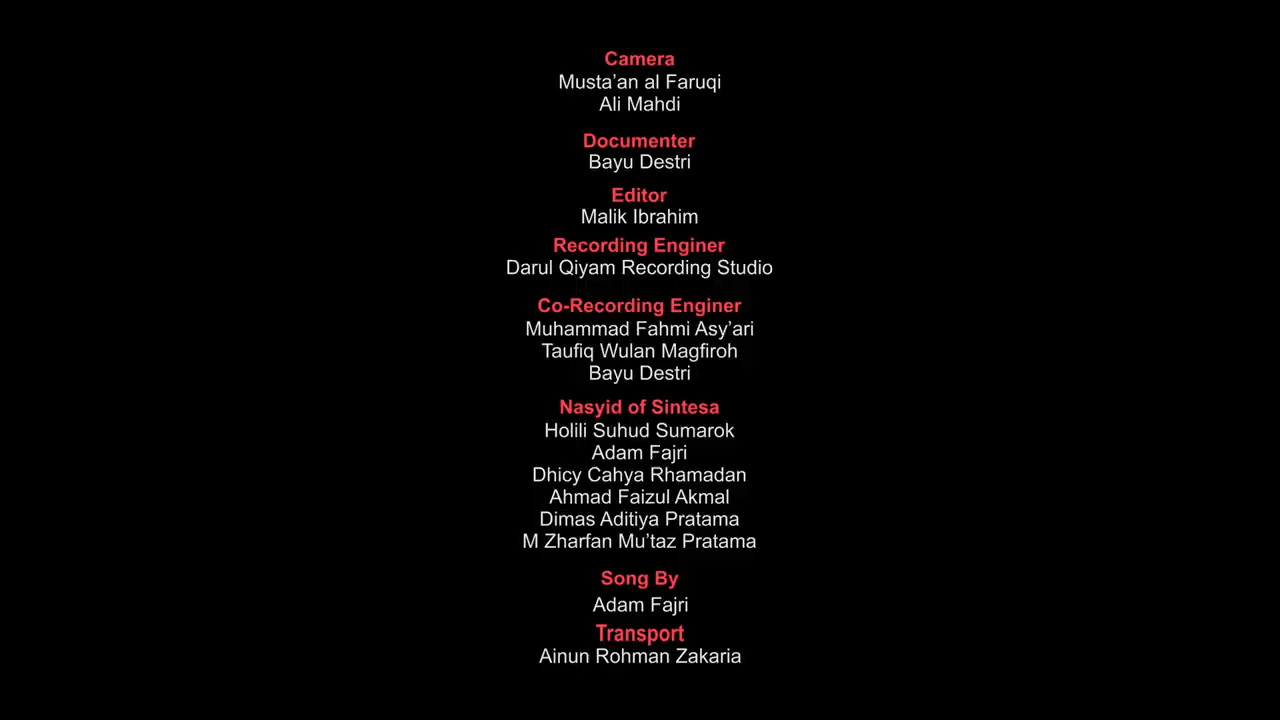 Camera
Musta’an al Faruqi
Ali Mahdi
Documenter
Bayu Destri
Editor
Malik Ibrahim
Recording Enginer
Darul Qiyam Recording Studio
Co-Recording Enginer
Muhammad Fahmi Asy’ari
Taufiq Wulan Magfiroh
Bayu Destri
Nasyid of Sintesa
Holili Suhud Sumarok
Adam Fajri
Dhicy Cahya Rhamadan
Ahmad Faizul Akmal
Dimas Aditiya Pratama
M Zharfan Mu’taz Pratama
Song By
Adam Fajri
Transport
Ainun Rohman Zakaria